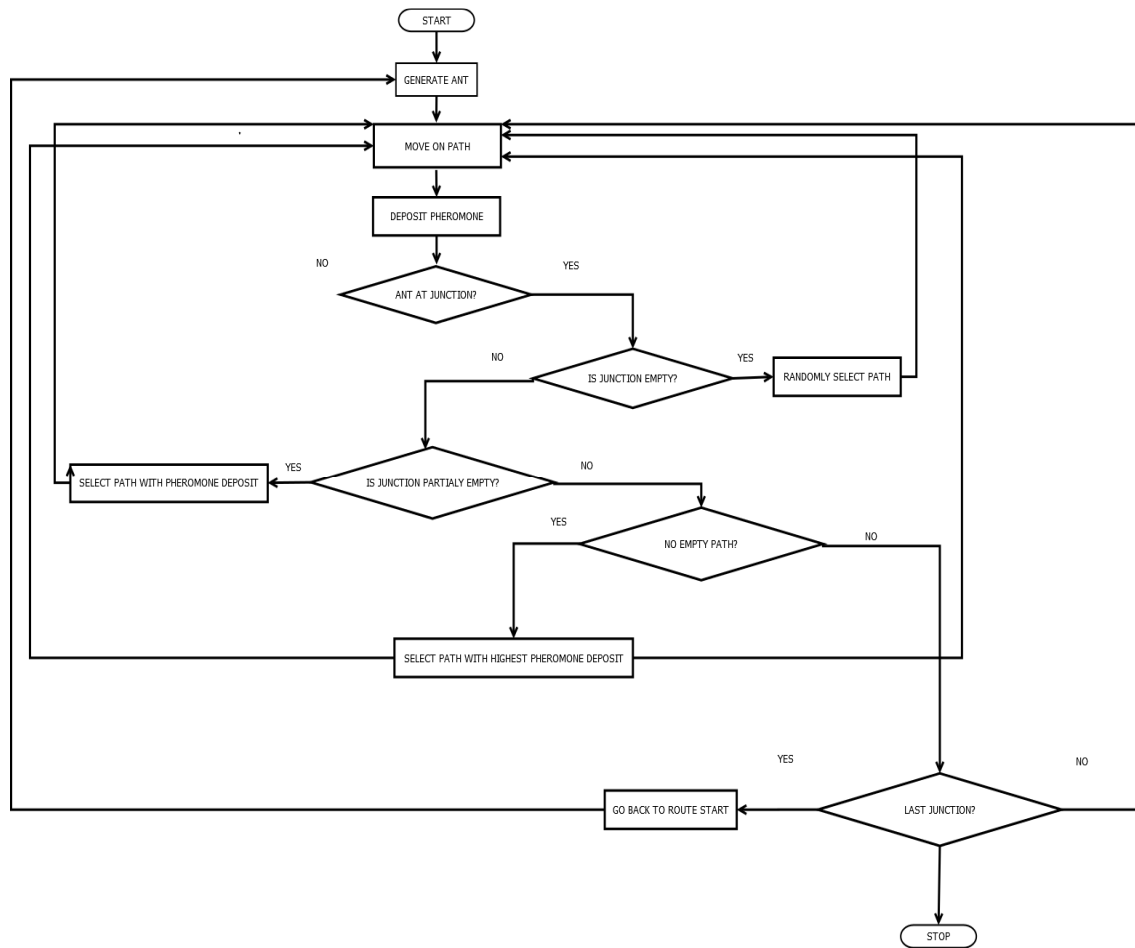 START
GENERATE ANT
MOVE ON PATH
DEPOSIT PHEROMONE
NO
YES
ANT AT JUNCTION?
NO
YES
IS JUNCTION EMPTY?
RANDOMLY SELECT PATH
YES
NO
SELECT PATH WITH PHEROMONE DEPOSIT
IS JUNCTION PARTIALY EMPTY?
YES
NO
NO EMPTY PATH?
SELECT PATH WITH HIGHEST PHEROMONE DEPOSIT
YES
NO
GO BACK TO ROUTE START
LAST JUNCTION?
STOP